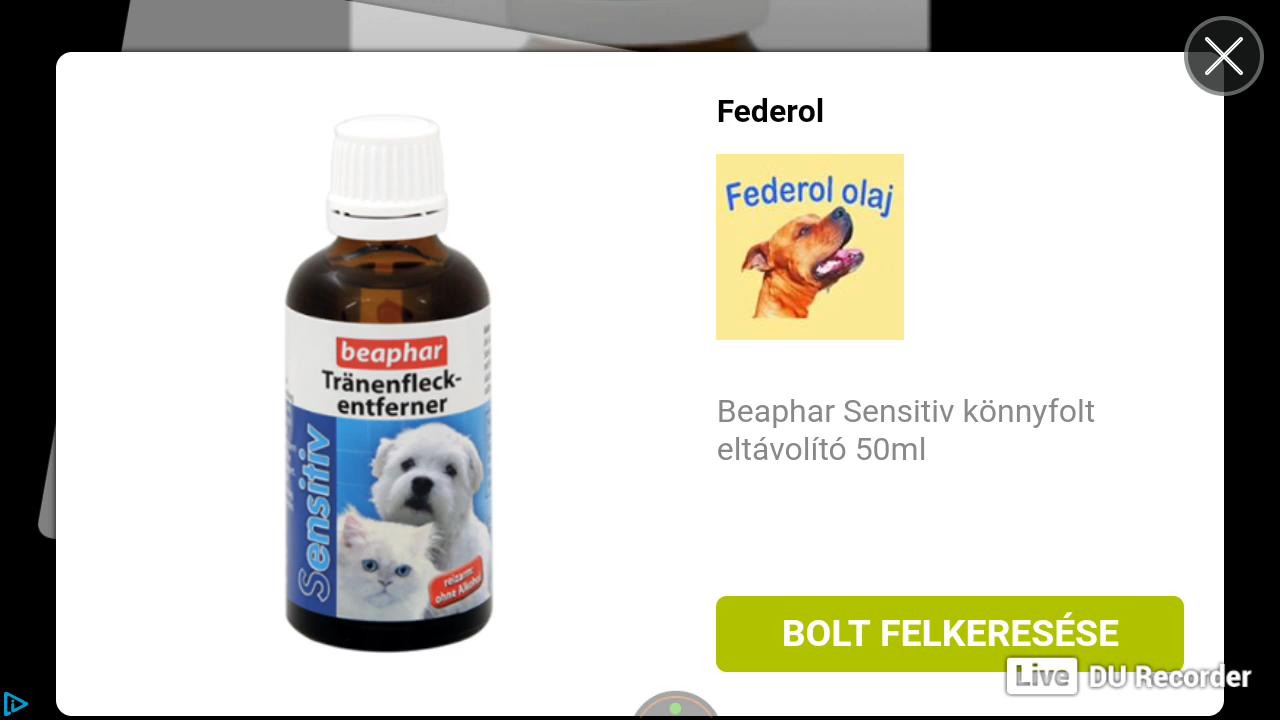 Federol
Federol olaj
beaphar
Tränenfleck-
entferner
Sensitiv
reizarm:
ohne Alkohol
Beaphar Sensitiv könnyfolt
eltávolító 50ml
BOLT FELKERESÉSE
Live DU Recorder